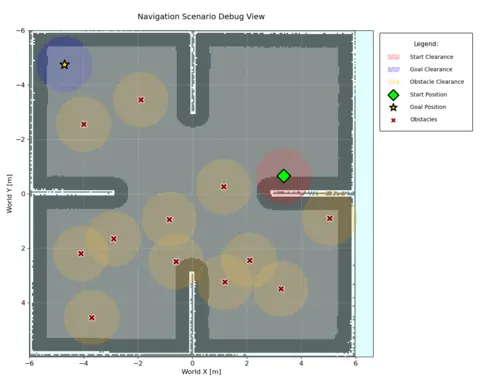 Navigation Scenario Debug View
Legend:
Start Clearance
Goal Clearance
Obstacle Clearance
Start Position
Goal Position
Obstacles
World Y [m]
−6
−4
−2
0
2
4
−6
−4
−2
0
2
4
6
World X [m]